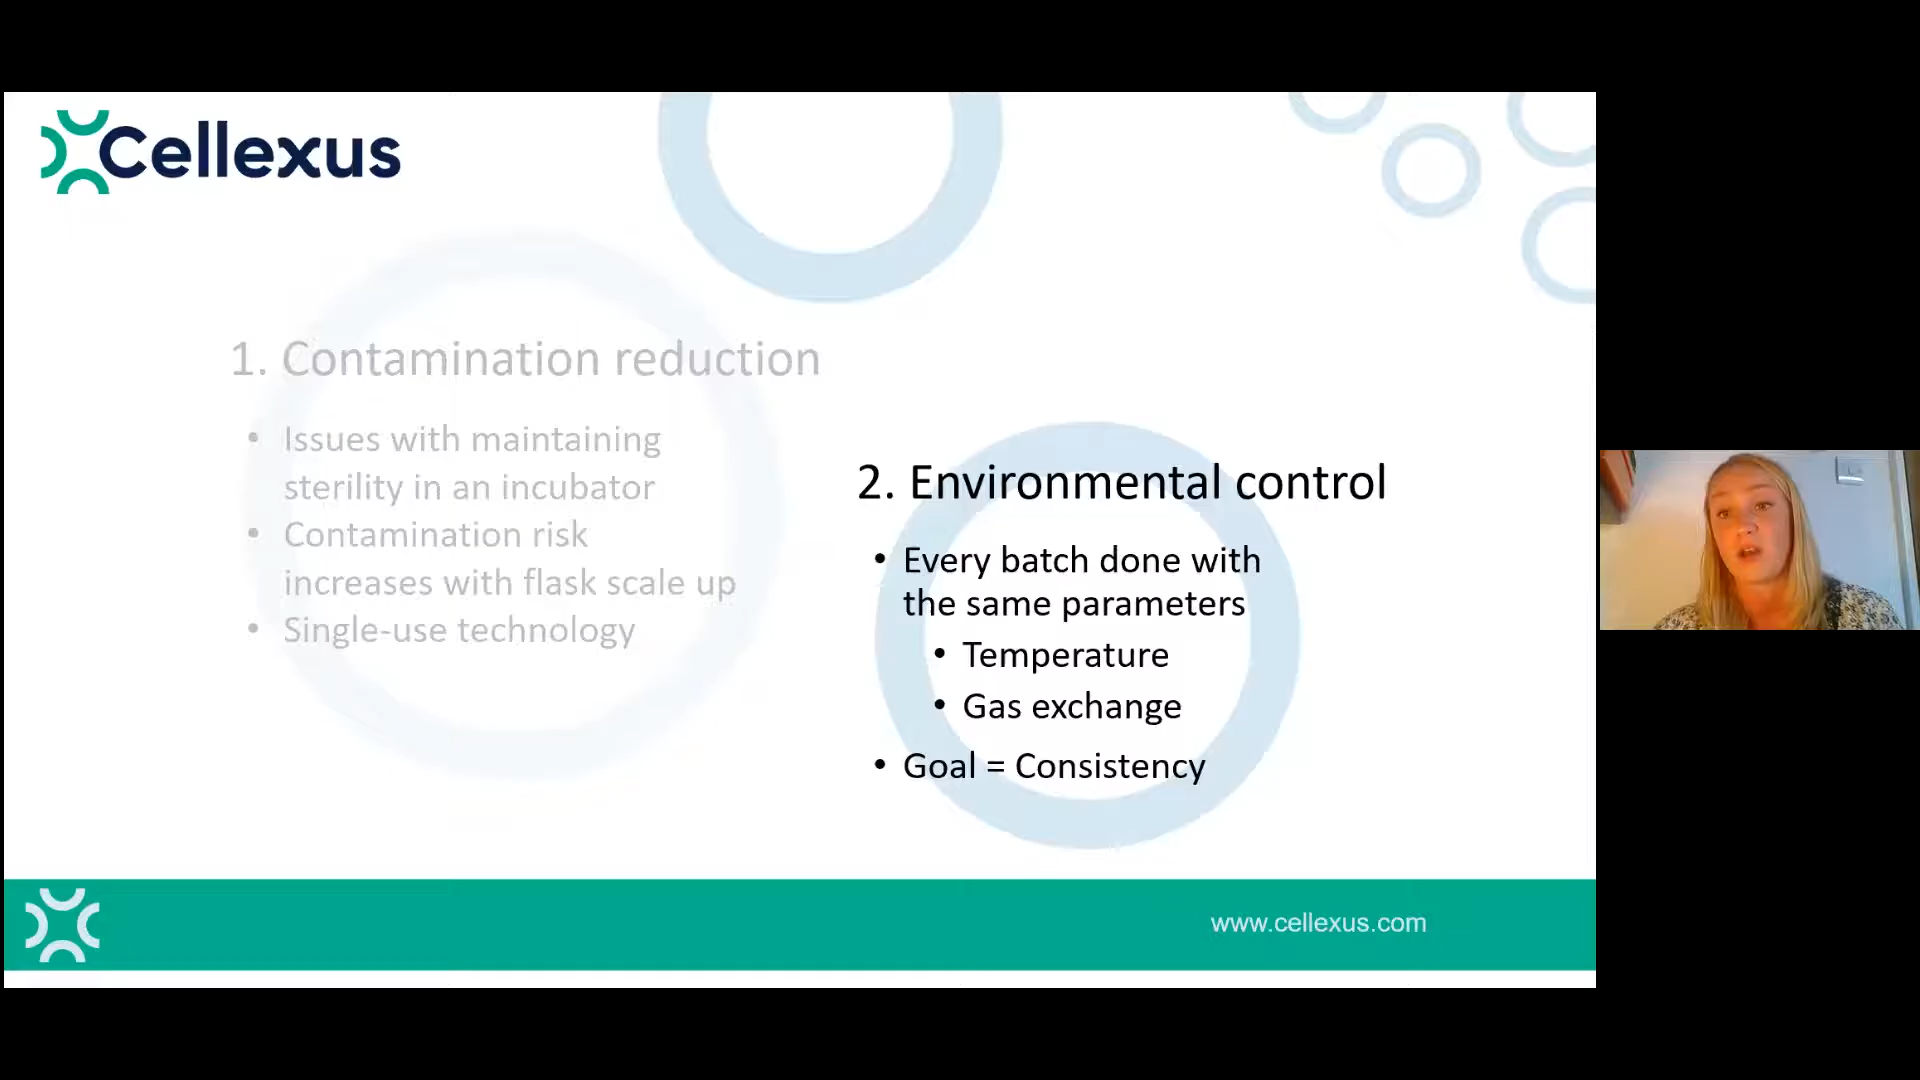 Cellexus
1. Contamination reduction
• Issues with maintaining
sterility in an incubator
• Contamination risk
increases with flask scale up
• Single-use technology
2. Environmental control
• Every batch done with
the same parameters
• Temperature
• Gas exchange
• Goal = Consistency
www.cellexus.com